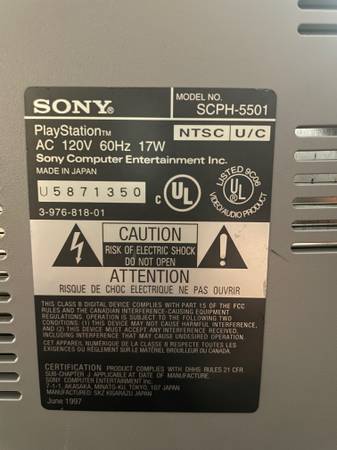 SONY®
MODEL NO. SCPH-5501
PlayStation™
NTSC U/C
AC 120V 60Hz 17W
Sony Computer Entertainment Inc.
MADE IN JAPAN
U5871350
3-976-818-01
C UL
LISTED 9C06
UL
VIDEO/AUDIO PRODUCT
CAUTION
RISK OF ELECTRIC SHOCK
DO NOT OPEN
ATTENTION
RISQUE DE CHOC ELECTRIQUE NE PAS OUVRIR
THIS CLASS B DIGITAL DEVICE COMPLIES WITH PART 15 OF THE FCC
RULES AND THE CANADIAN INTERFERENCE-CAUSING EQUIPMENT
REGULATIONS. OPERATION IS SUBJECT TO THE FOLLOWING TWO
CONDITIONS: (1) THIS DEVICE MAY NOT CAUSE HARMFUL INTERFERENCE,
AND (2) THIS DEVICE MUST ACCEPT ANY INTERFERENCE RECEIVED,
INCLUDING INTERFERENCE THAT MAY CAUSE UNDESIRED OPERATION.
CET APPAREIL NUMÉRIQUE DE LA CLASSE B RESPECTE TOUTES LES
EXIGENCES DU RÈGLEMENT SUR LE MATÉRIEL BROUILLEUR DU CANADA.
CERTIFICATION PRODUCT COMPLIES WITH DHHS RULES 21 CFR
SUB-CHAPTER J APPLICABLE AT DATE OF MANUFACTURE.
SONY COMPUTER ENTERTAINMENT INC.
7-1-1, AKASAKA, MINATO-KU, TOKYO, 107 JAPAN
MANUFACTURED: SKZ KISARAZU JAPAN
June 1997